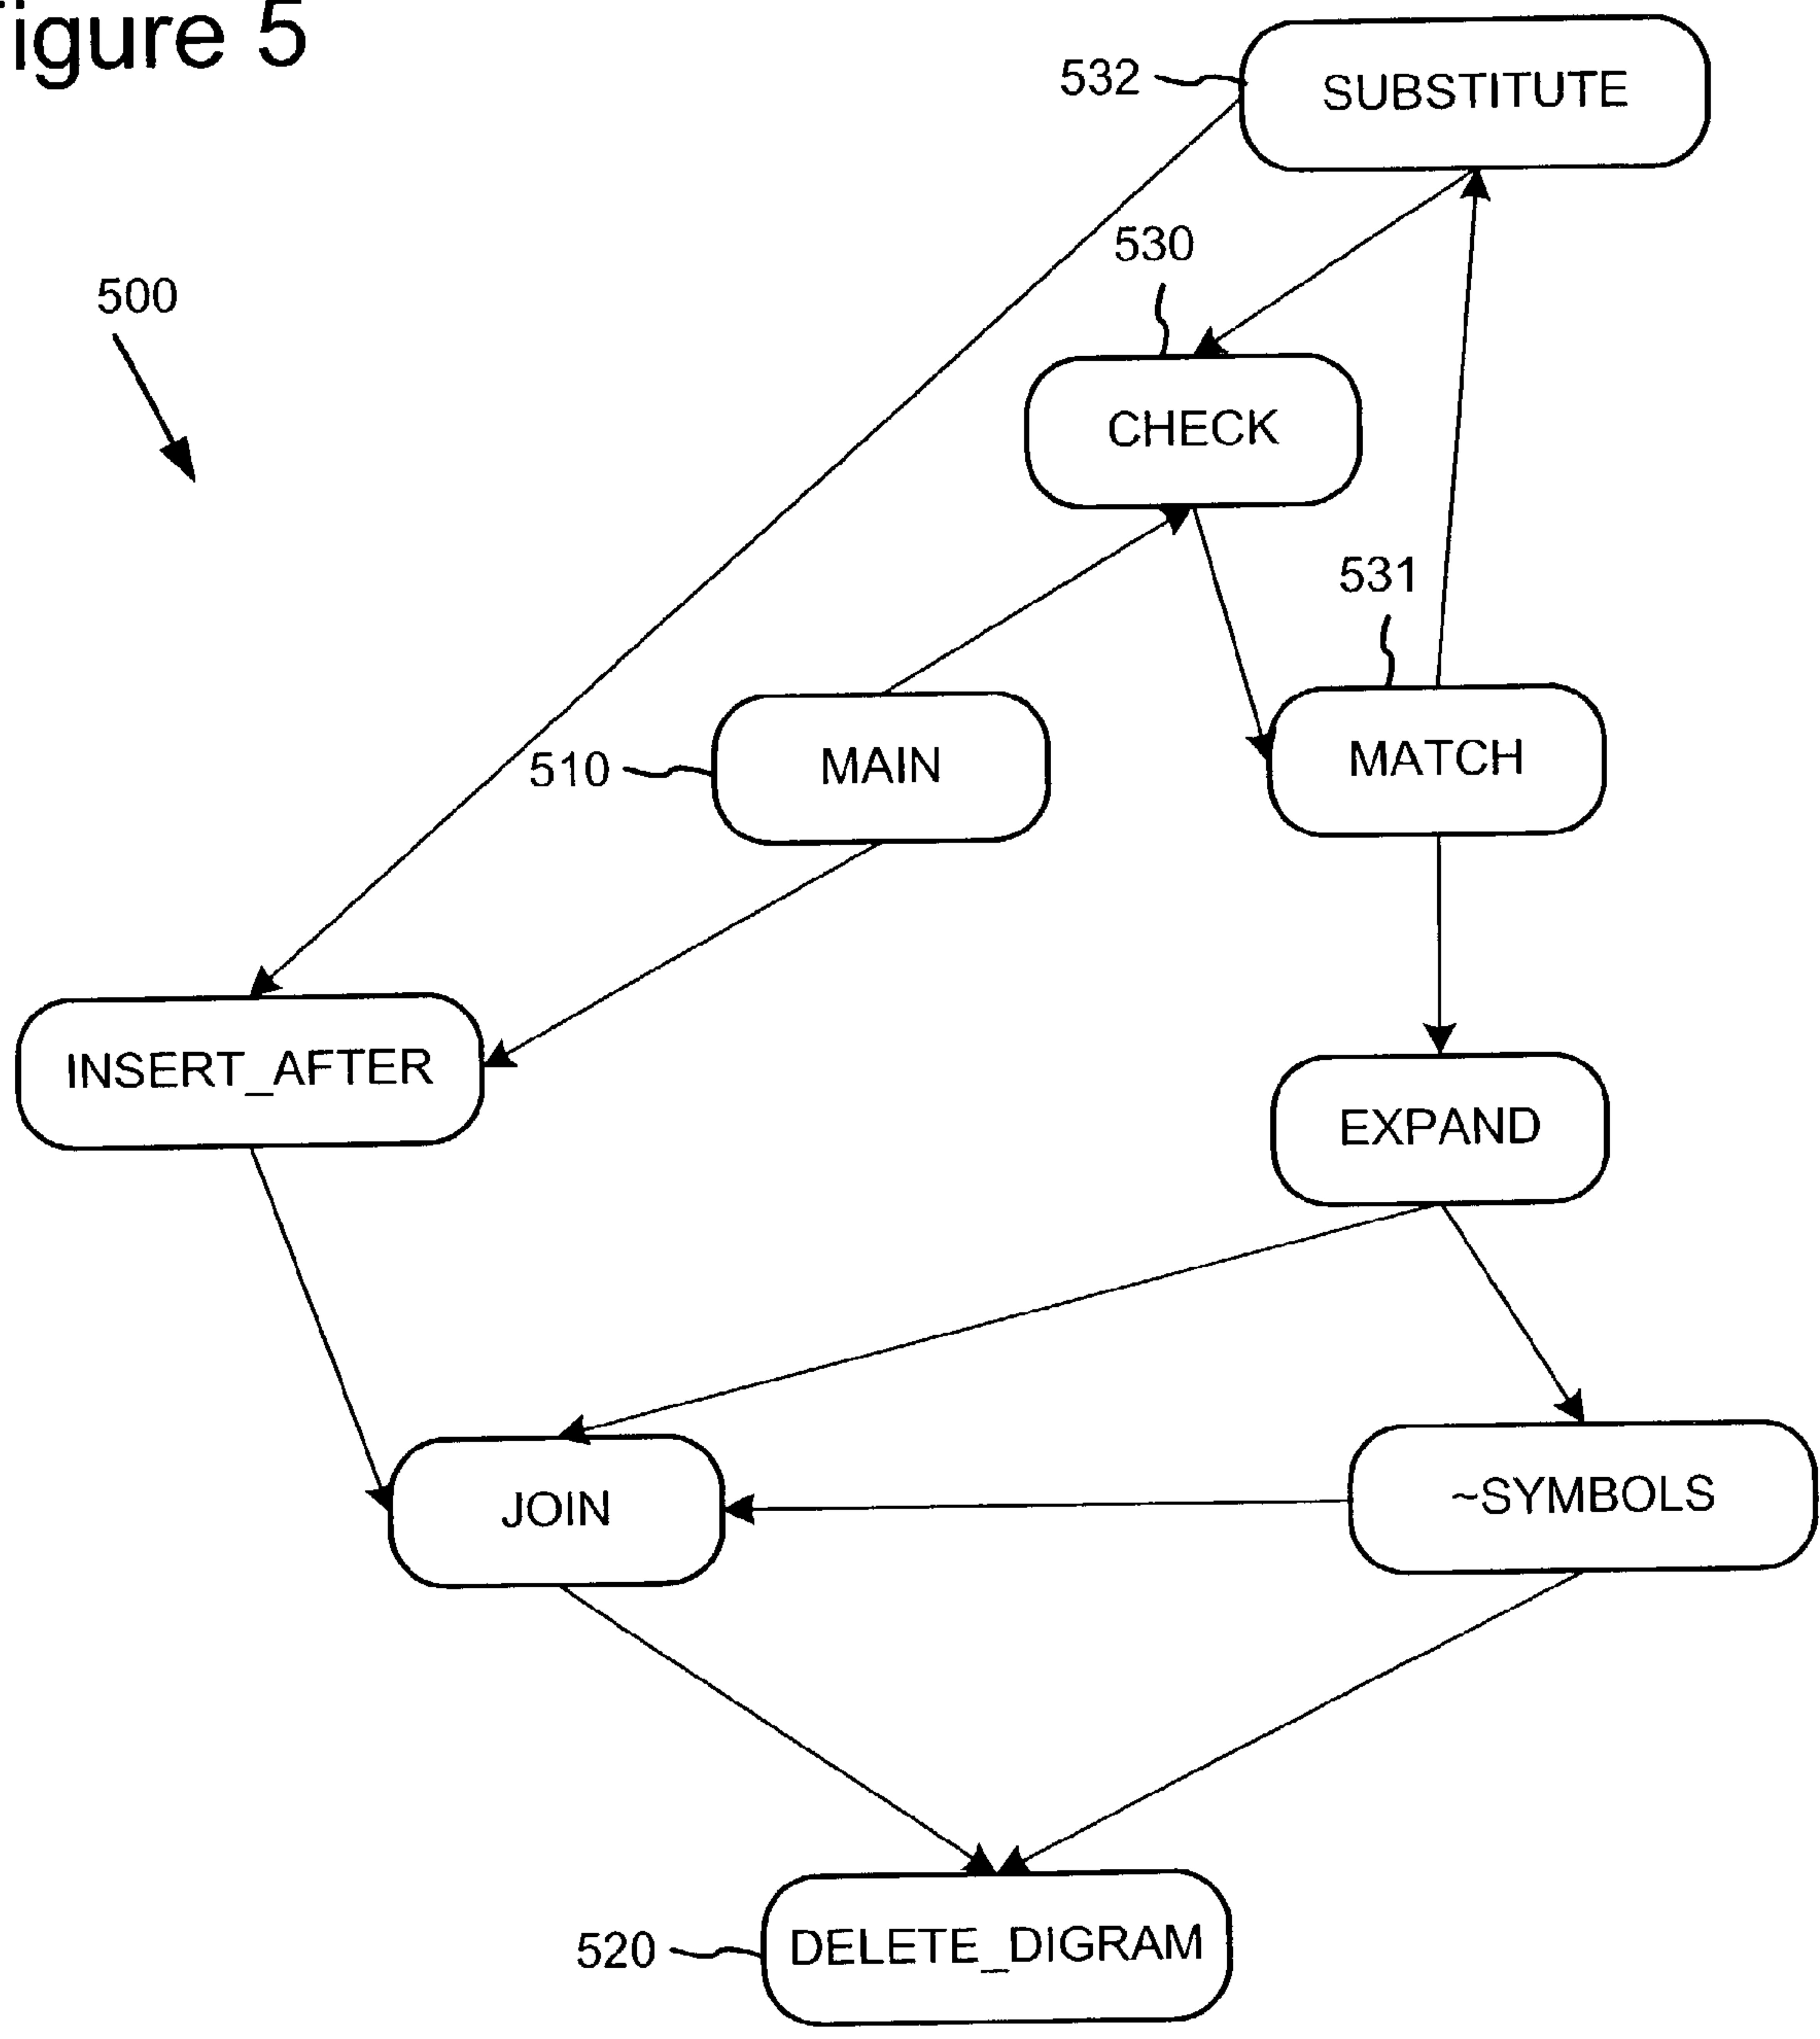 igure 5
532
SUBSTITUTE
530
500
CHECK
531
510
MAIN
MATCH
INSERT_AFTER
EXPAND
JOIN
~SYMBOLS
520
DELETE_DIGRAM